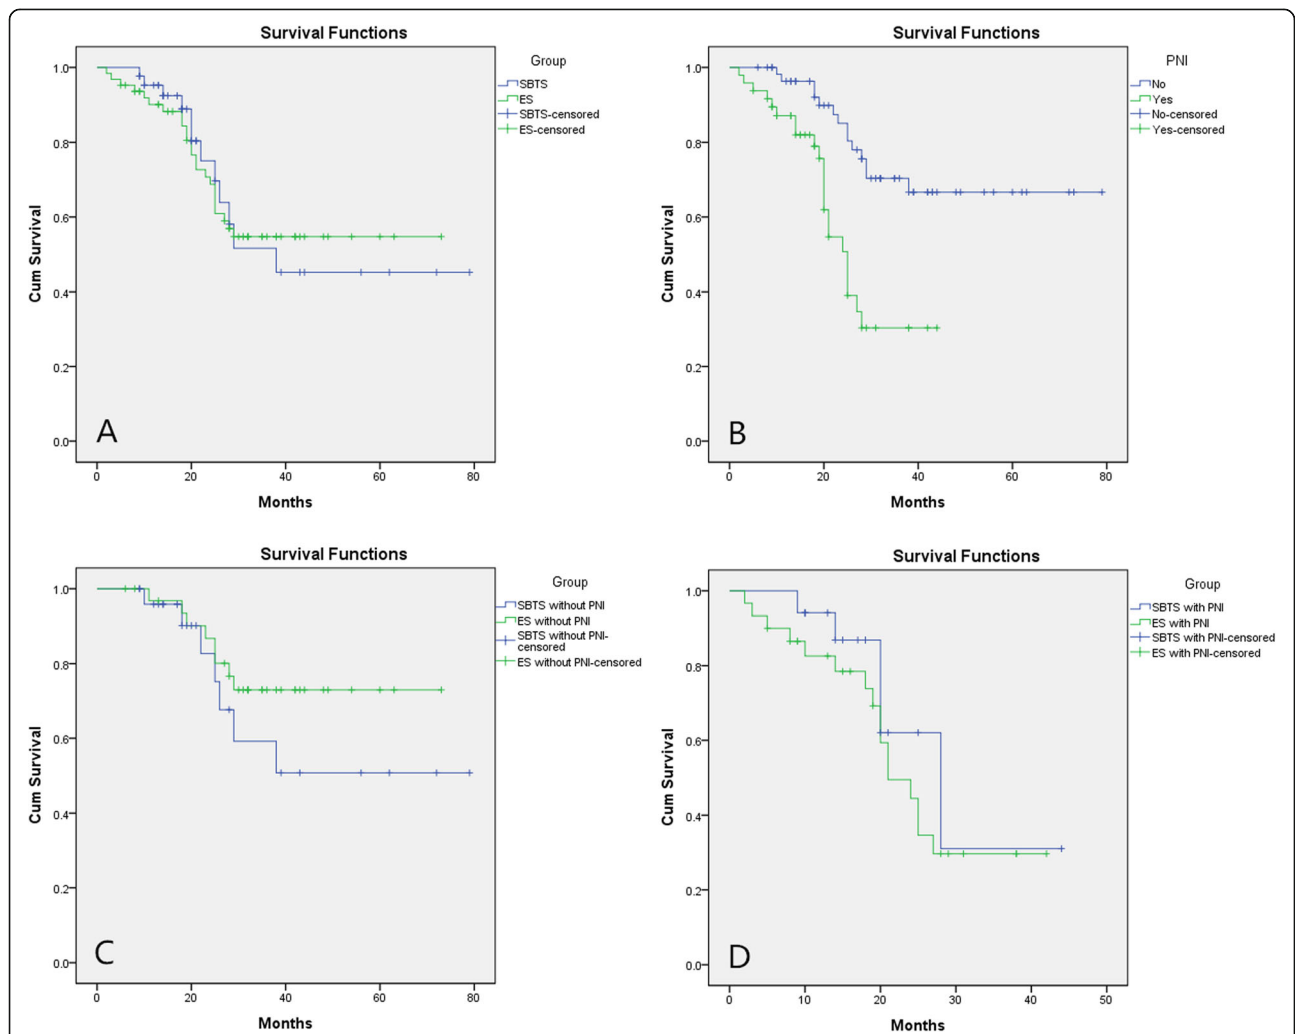 Survival Functions
Cum Survival
1.0
0.8
0.6
0.4
0.2
0.0
A
0 20 40 60 80
Months
Group
SBTS
ES
SBTS-censored
ES-censored
Survival Functions
Cum Survival
1.0
0.8
0.6
0.4
0.2
0.0
B
0 20 40 60 80
Months
PNI
No
Yes
No-censored
Yes-censored
Survival Functions
Cum Survival
1.0
0.8
0.6
0.4
0.2
0.0
C
0 20 40 60 80
Months
Group
SBTS without PNI
ES without PNI
SBTS without PNI-
censored
ES without PNI-censored
Survival Functions
Cum Survival
1.0
0.8
0.6
0.4
0.2
0.0
D
0 10 20 30 40 50
Months
Group
SBTS with PNI
ES with PNI
SBTS with PNI-censored
ES with PNI-censored